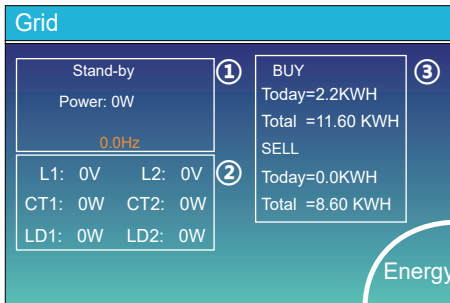 Grid
Stand-by
Power: 0W
0.0Hz
①
L1: 0V L2: 0V
CT1: 0W CT2: 0W
LD1: 0W LD2: 0W
②
BUY
Today=2.2KWH
Total =11.60 KWH
SELL
Today=0.0KWH
Total =8.60 KWH
③
Energy